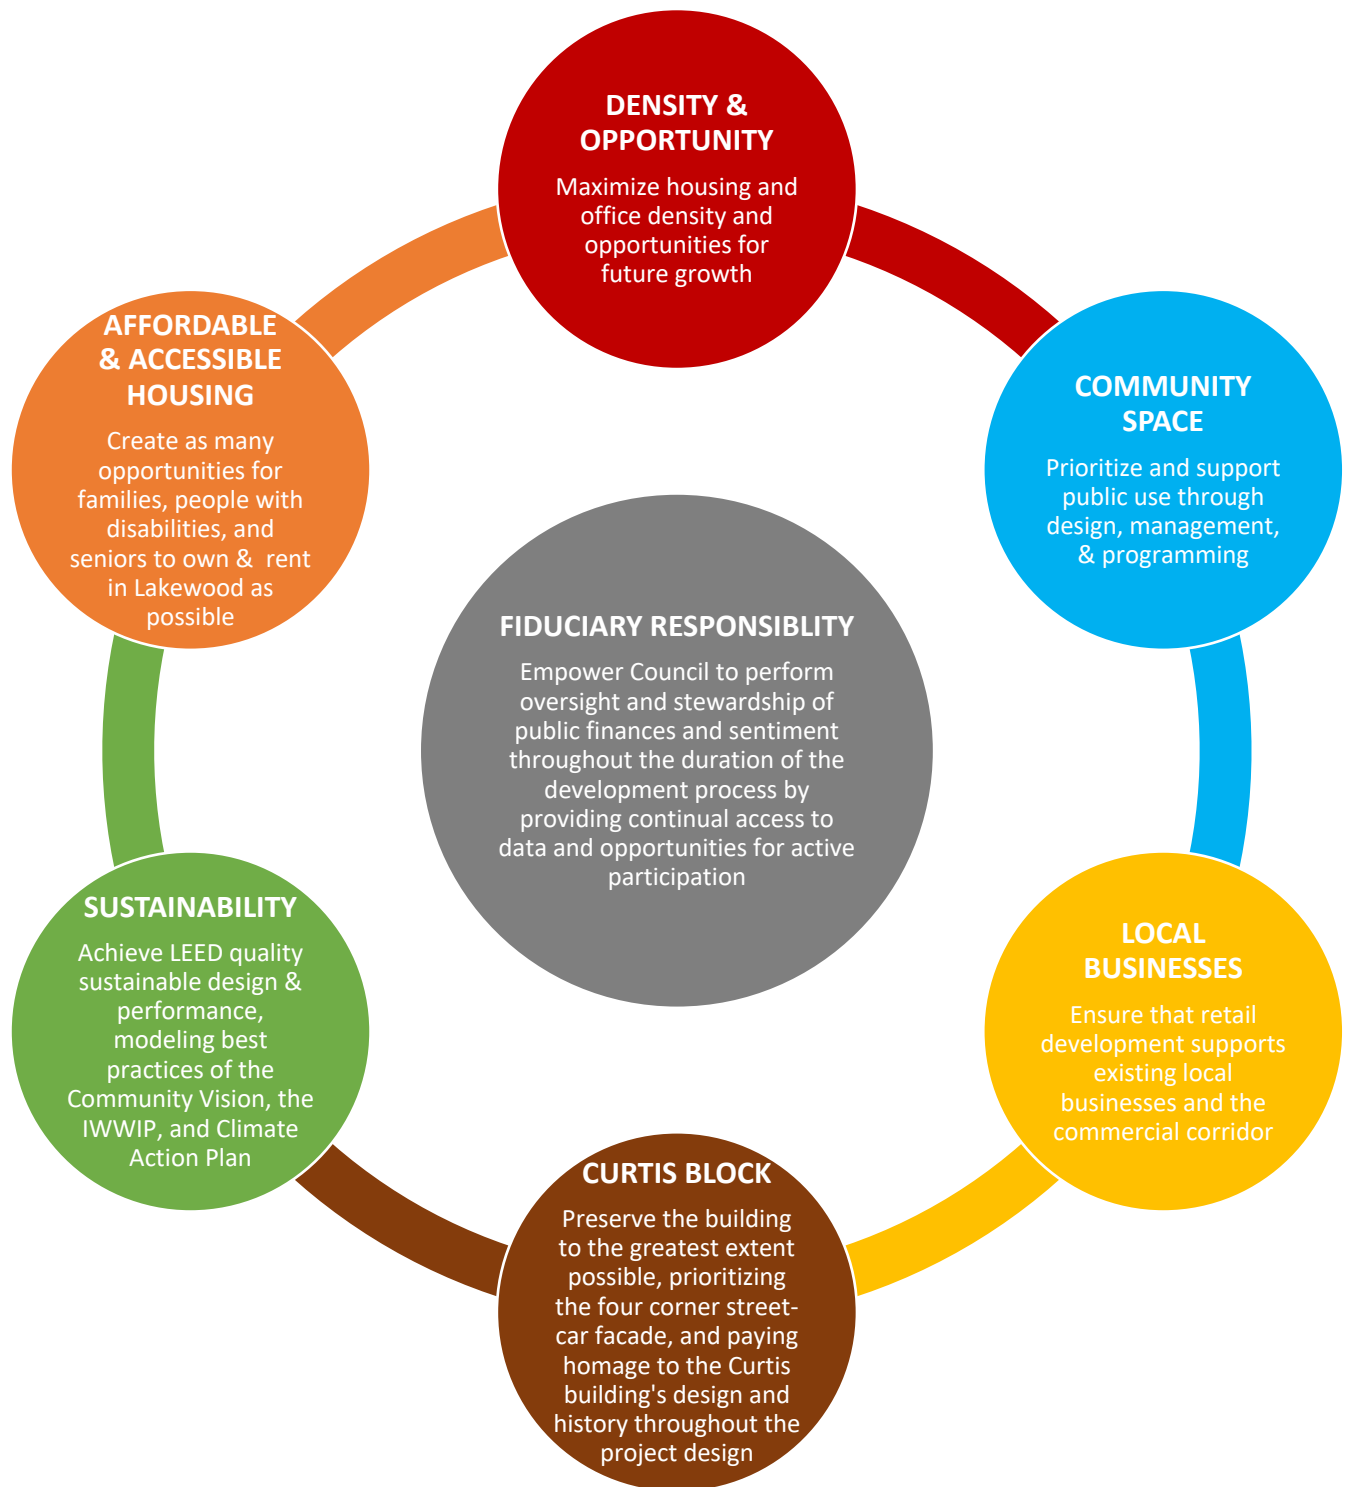 DENSITY &
OPPORTUNITY
Maximize housing and
office density and
opportunities for
future growth
COMMUNITY
SPACE
Prioritize and support
public use through
design, management,
& programming
LOCAL
BUSINESSES
Ensure that retail
development supports
existing local
businesses and the
commercial corridor
CURTIS BLOCK
Preserve the building
to the greatest extent
possible, prioritizing
the four corner street-
car facade, and paying
homage to the Curtis
building's design and
history throughout the
project design
SUSTAINABILITY
Achieve LEED quality
sustainable design &
performance,
modeling best
practices of the
Community Vision, the
IWWIP, and Climate
Action Plan
AFFORDABLE
& ACCESSIBLE
HOUSING
Create as many
opportunities for
families, people with
disabilities, and
seniors to own &  rent
in Lakewood as
possible
FIDUCIARY RESPONSIBLITY
Empower Council to perform
oversight and stewardship of
public finances and sentiment
throughout the duration of the
development process by
providing continual access to
data and opportunities for active
participation